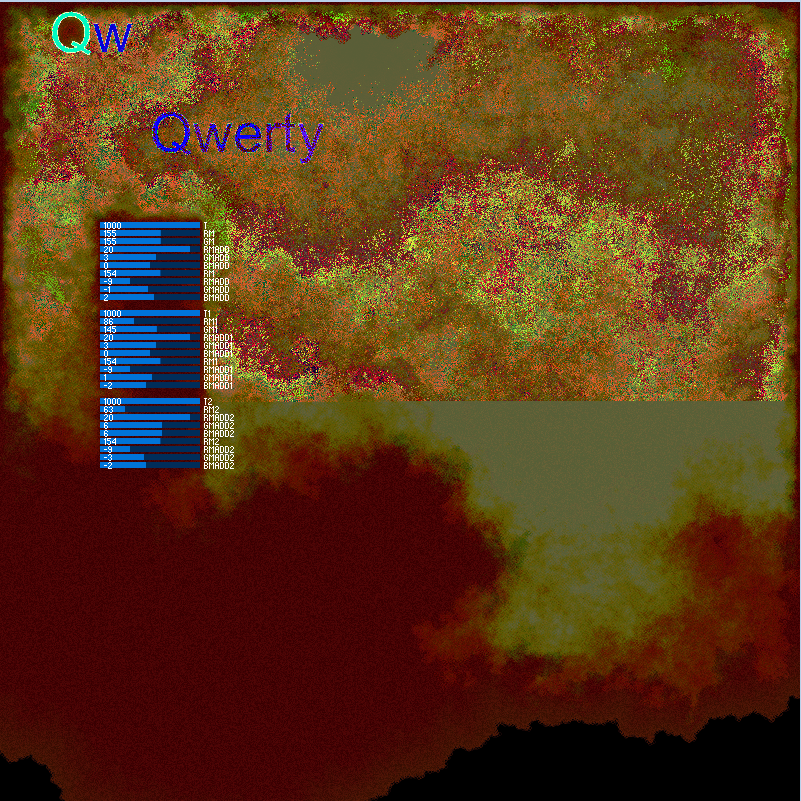 Qw
Qwerty
1000 T
155 RM
155 GM
20 RMADD
3 GMADD
0 BMADD
154 RM
-9 RMADD
-1 GMADD
2 BMADD
1000 T1
86 RM1
145 GM1
20 RMADD1
3 GMADD1
0 BMADD1
154 RM1
-9 RMADD1
1 GMADD1
-2 BMADD1
1000 T2
63 RM2
20 RMADD2
6 GMADD2
6 BMADD2
154 RM2
-9 RMADD2
-3 GMADD2
-2 BMADD2